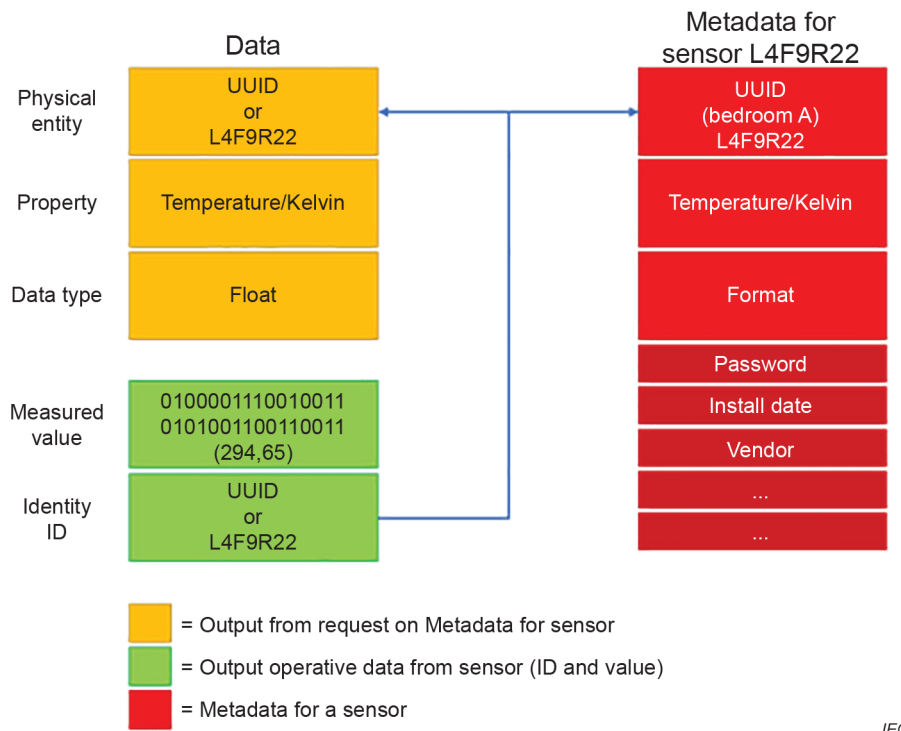 Data
Metadata for
sensor L4F9R22
Physical
entity
UUID
or
L4F9R22
UUID
(bedroom A)
L4F9R22
Property
Temperature/Kelvin
Temperature/Kelvin
Data type
Float
Format
Password
Install date
Vendor
...
...
Measured
value
0100001110010011
0101001100110011
(294,65)
Identity
ID
UUID
or
L4F9R22
= Output from request on Metadata for sensor
= Output operative data from sensor (ID and value)
= Metadata for a sensor